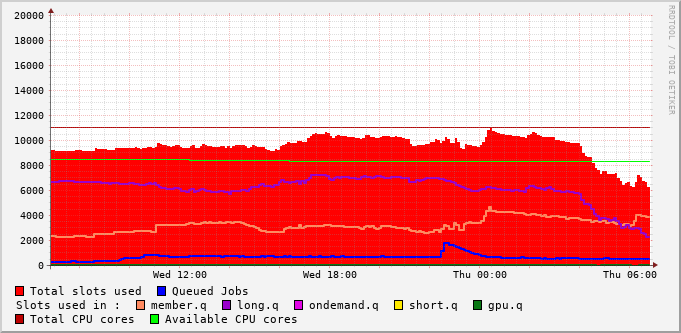 RRDTOOL / TOBI OETIKER
20000
18000
16000
14000
12000
10000
8000
6000
4000
2000
0
Wed 12:00 Wed 18:00 Thu 00:00 Thu 06:00
Total slots used Queued Jobs
Slots used in : member.q long.q ondemand.q short.q gpu.q
Total CPU cores Available CPU cores